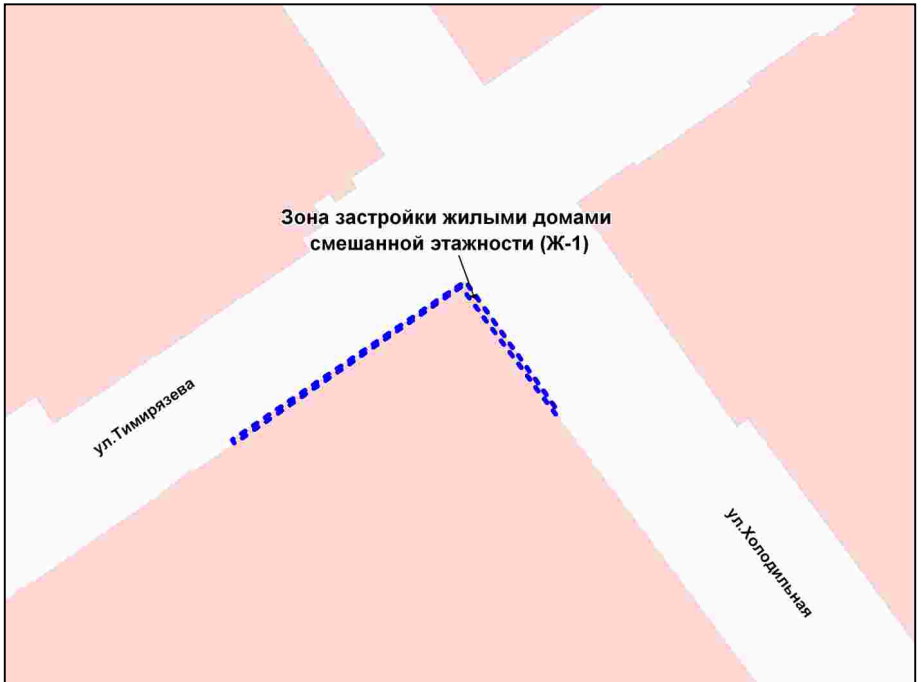 Зона застройки жилыми домами
смешанной этажности (Ж-1)
ул.Тимирязева
ул.Холодильная